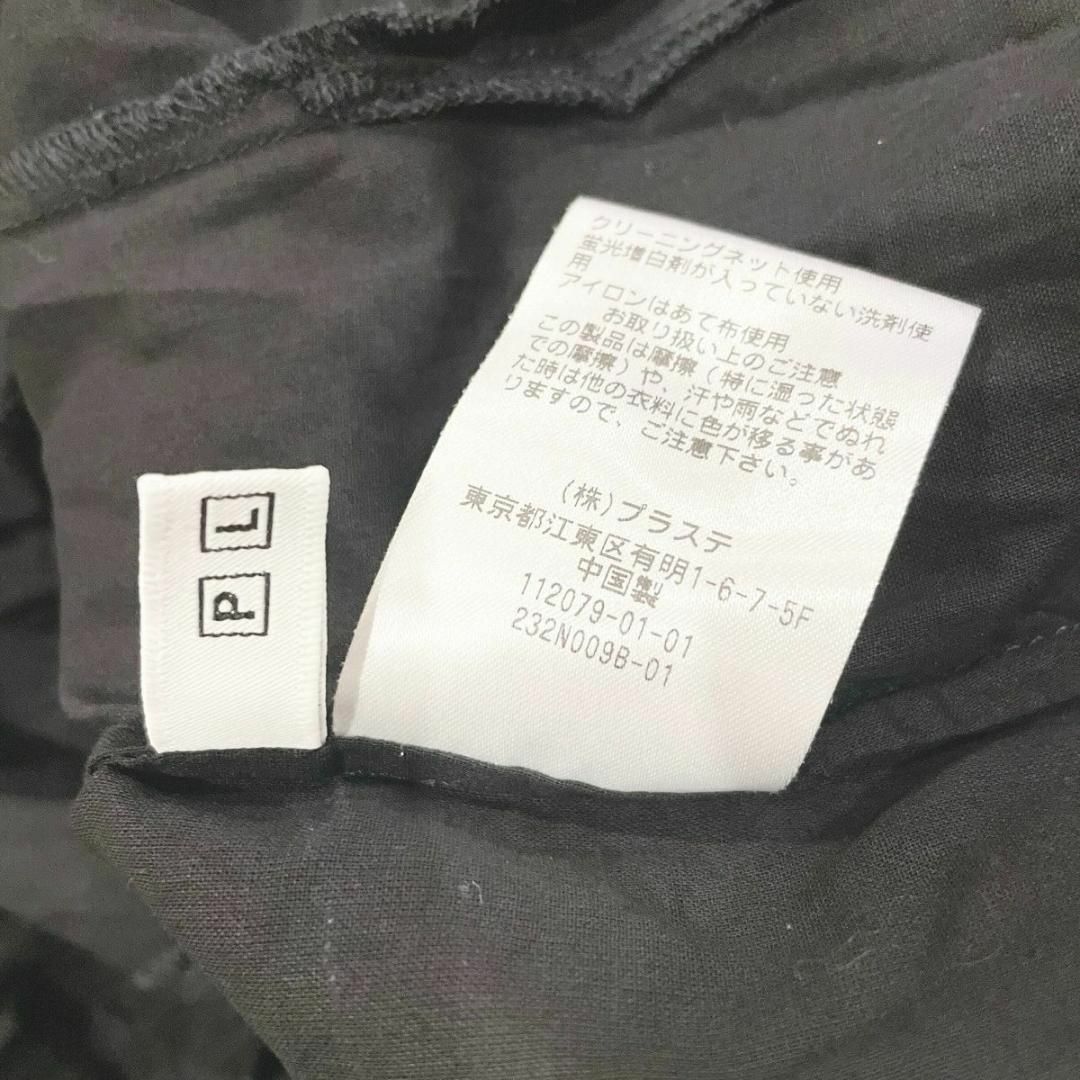 クリーニングネット使用
蛍光増白剤が入っていない洗剤使
用
アイロンはあて布使用
お取り扱い上のご注意
この製品は摩擦(特に湿った状態
での摩擦)や、汗や雨などでぬれ
た時は他の衣料に色が移る事があ
りますので、ご注意下さい。
(株)プラステ
東京都江東区有明1-6-7-5F
中国製
112079-01-01
232N009B-01
P L